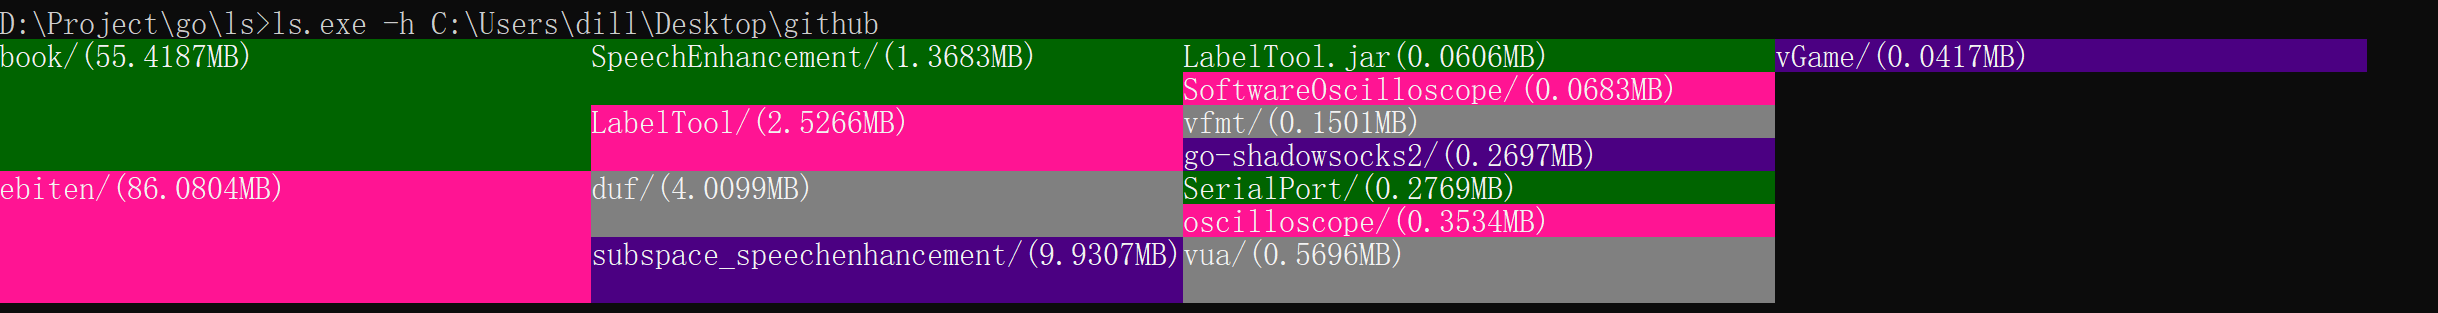 D:\Project\go\ls>ls.exe -h C:\Users\dill\Desktop\github
book/(55.4187MB) SpeechEnhancement/(1.3683MB) LabelTool.jar(0.0606MB) vGame/(0.0417MB)
SoftwareOscilloscope/(0.0683MB)
LabelTool/(2.5266MB) vfmt/(0.1501MB)
go-shadowsocks2/(0.2697MB)
ebiten/(86.0804MB) duf/(4.0099MB) SerialPort/(0.2769MB)
oscilloscope/(0.3534MB)
subspace_speechenhancement/(9.9307MB) vua/(0.5696MB)